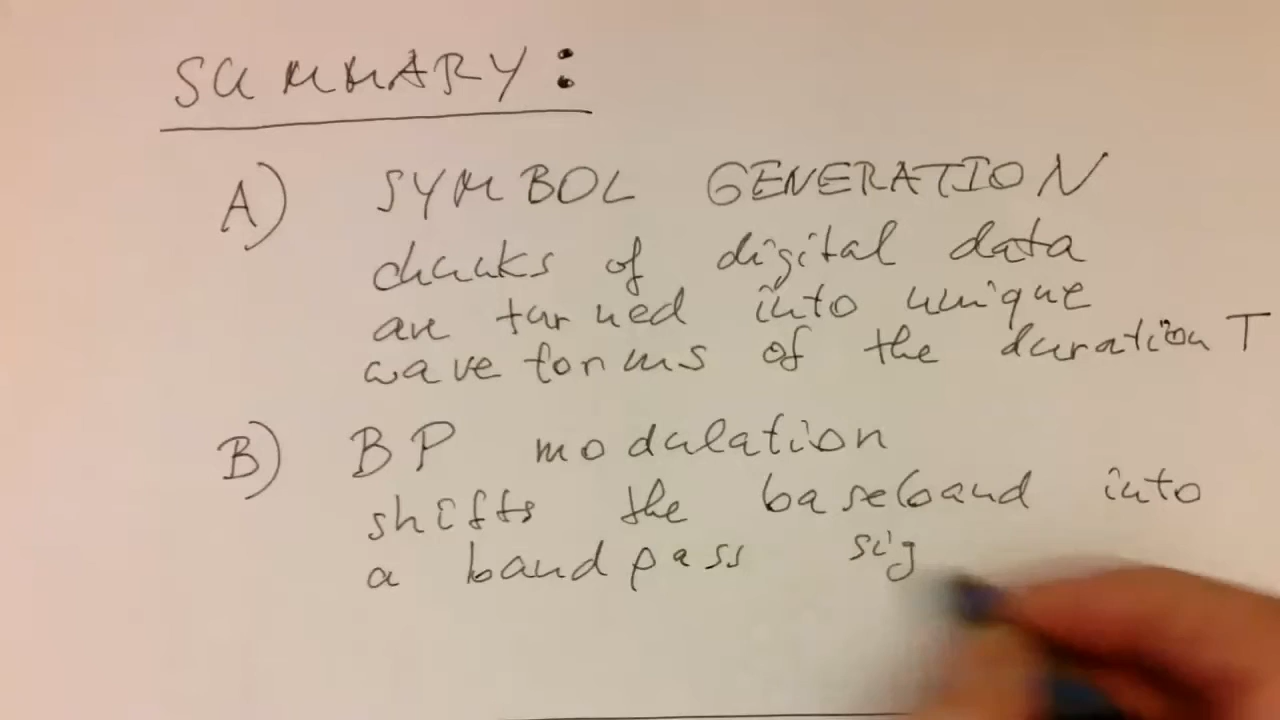 SUMMARY:
A) SYMBOL GENERATION
chunks of digital data
are turned into unique
waveforms of the duration T
B) BP modulation
shifts the baseband into
a bandpass sig